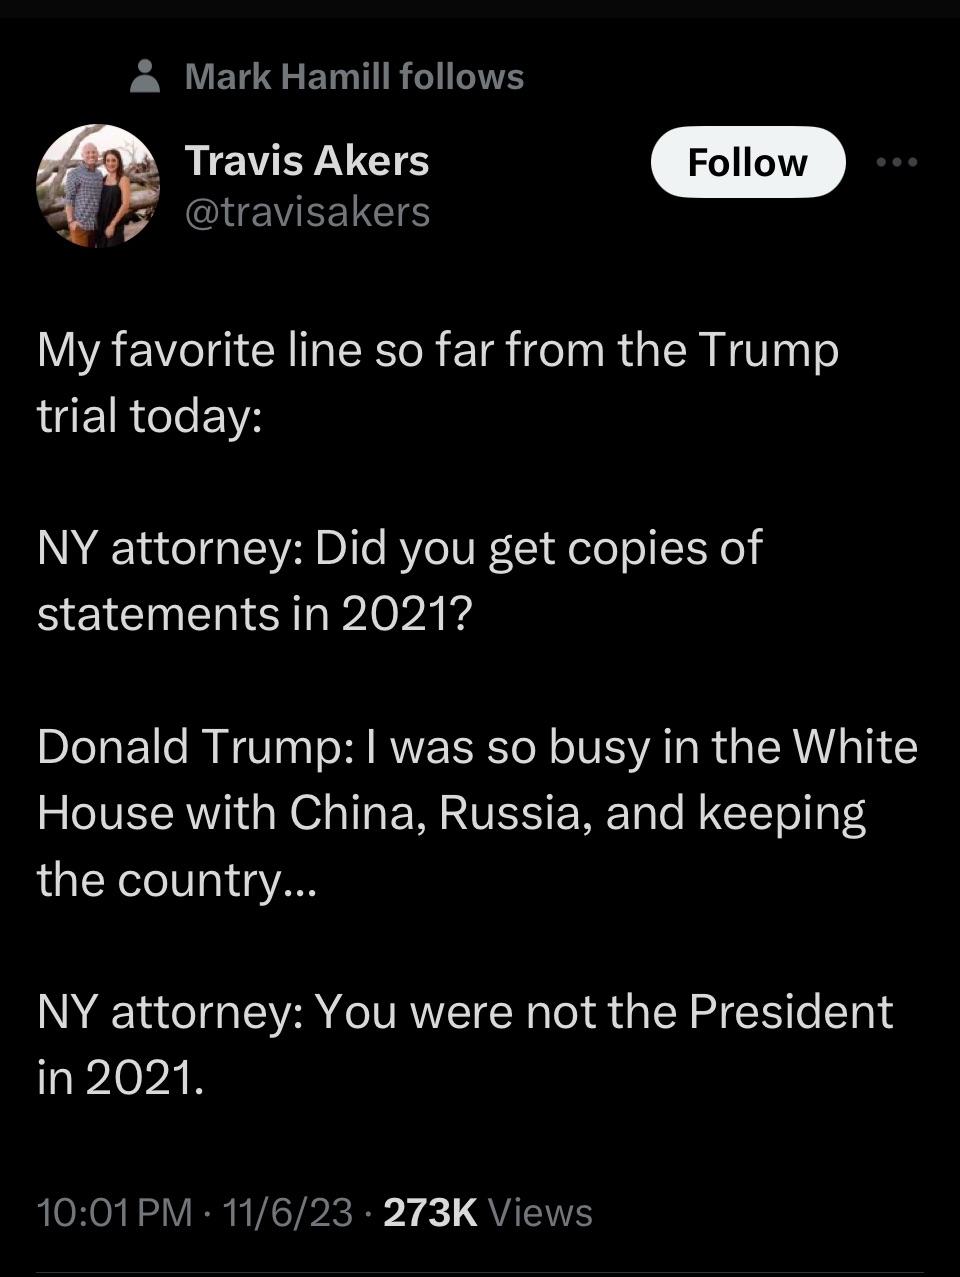 Mark Hamill follows
Travis Akers
Follow
@travisakers
My favorite line so far from the Trump
trial today:
NY attorney: Did you get copies of
statements in 2021?
Donald Trump: I was so busy in the White
House with China, Russia, and keeping
the country...
NY attorney: You were not the President
in 2021.
10:01 PM · 11/6/23 · 273K Views